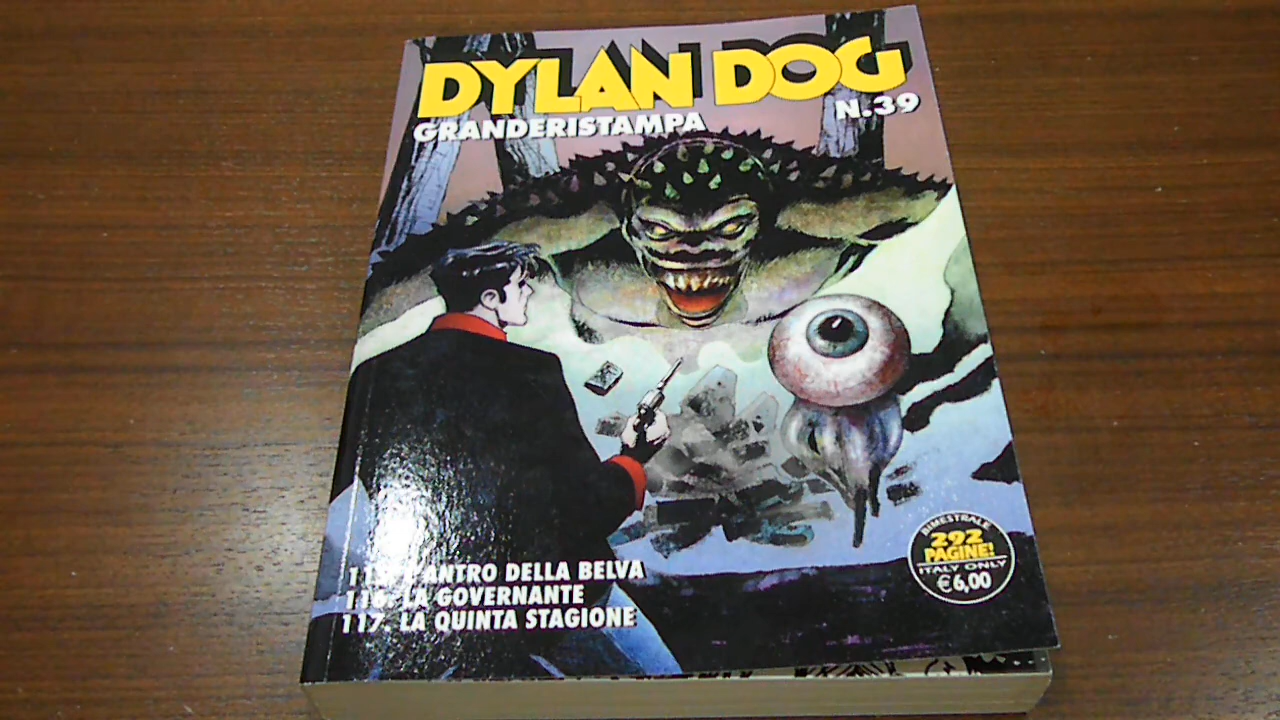 DYLAN DOG
GRANDERISTAMPA
N.39
ANTRO DELLA BELVA
116. LA GOVERNANTE
117. LA QUINTA STAGIONE
BIMESTRALE
292
PAGINE!
ITALY ONLY
€6,00